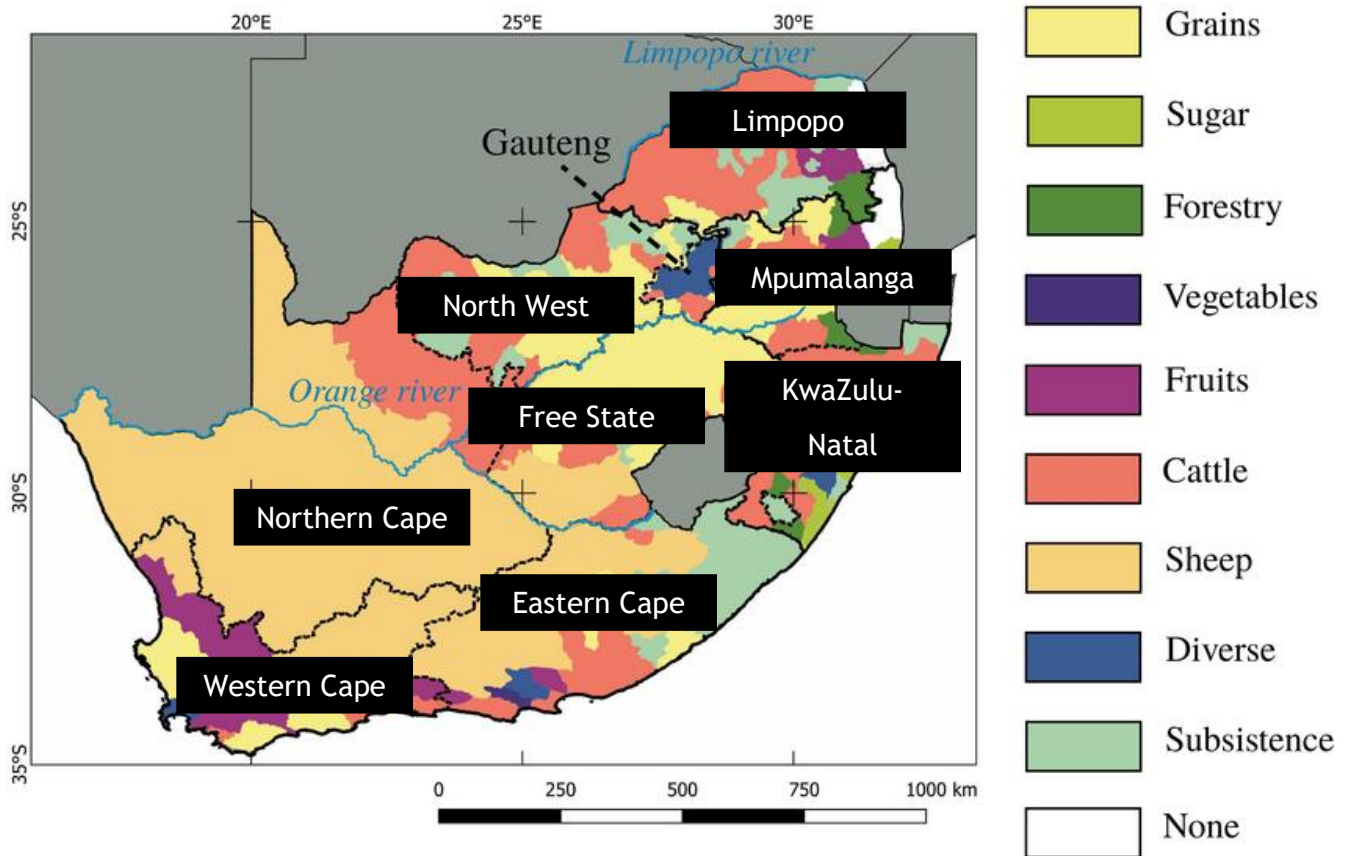 20°E
25°E
30°E
Limpopo river
Limpopo
Gauteng
25°S
Mpumalanga
North West
Orange river
KwaZulu-
Natal
Free State
30°S
Northern Cape
Eastern Cape
Western Cape
35°S
0
250
500
750
1000 km
Grains
Sugar
Forestry
Vegetables
Fruits
Cattle
Sheep
Diverse
Subsistence
None